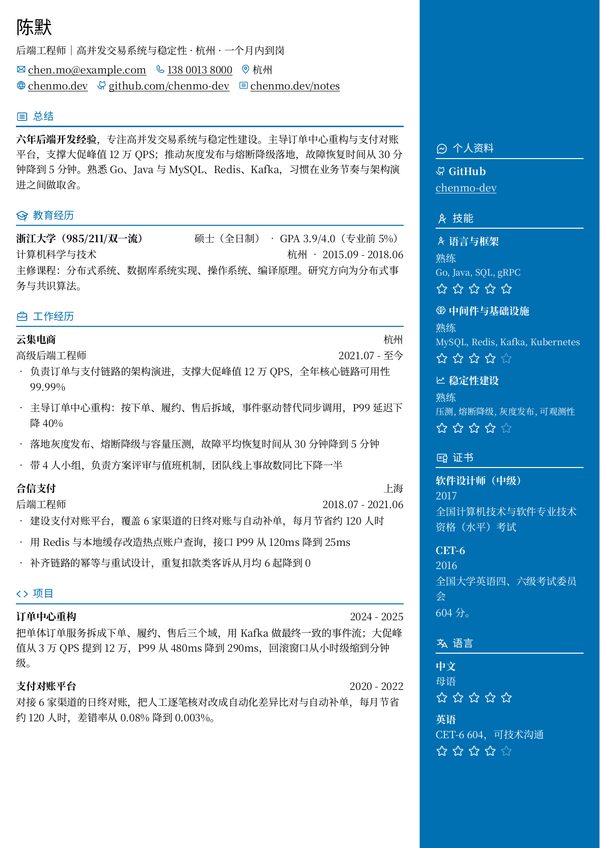 陈默
后端工程师｜高并发交易系统与稳定性 · 杭州 · 一个月内到岗
chen.mo@example.com 138 0013 8000 杭州
chenmo.dev github.com/chenmo-dev chenmo.dev/notes
总结
六年后端开发经验，专注高并发交易系统与稳定性建设。主导订单中心重构与支付对账
平台，支撑大促峰值 12 万 QPS；推动灰度发布与熔断降级落地，故障恢复时间从 30 分
钟降到 5 分钟。熟悉 Go、Java 与 MySQL、Redis、Kafka，习惯在业务节奏与架构演
进之间做取舍。
教育经历
浙江大学（985/211/双一流） 硕士（全日制） · GPA 3.9/4.0（专业前 5%）
计算机科学与技术 杭州 · 2015.09 - 2018.06
主修课程：分布式系统、数据库系统实现、操作系统、编译原理。研究方向为分布式事
务与共识算法。
工作经历
云集电商 杭州
高级后端工程师 2021.07 - 至今
· 负责订单与支付链路的架构演进，支撑大促峰值 12 万 QPS，全年核心链路可用性
99.99%
· 主导订单中心重构：按下单、履约、售后拆域，事件驱动替代同步调用，P99 延迟下
降 40%
· 落地灰度发布、熔断降级与容量压测，故障平均恢复时间从 30 分钟降到 5 分钟
· 带 4 人小组，负责方案评审与值班机制，团队线上事故数同比下降一半
合信支付 上海
后端工程师 2018.07 - 2021.06
· 建设支付对账平台，覆盖 6 家渠道的日终对账与自动补单，每月节省约 120 人时
· 用 Redis 与本地缓存改造热点账户查询，接口 P99 从 120ms 降到 25ms
· 补齐链路的幂等与重试设计，重复扣款类客诉从月均 6 起降到 0
项目
订单中心重构 2024 - 2025
把单体订单服务拆成下单、履约、售后三个域，用 Kafka 做最终一致的事件流；大促峰
值从 3 万 QPS 提到 12 万，P99 从 480ms 降到 290ms，回滚窗口从小时级缩到分钟
级。
支付对账平台 2020 - 2022
对接 6 家渠道的日终对账，把人工逐笔核对改成自动化差异比对与自动补单，每月节省
约 120 人时，差错率从 0.08% 降到 0.003%。
个人资料
GitHub
chenmo-dev
技能
语言与框架
熟练
Go, Java, SQL, gRPC
中间件与基础设施
熟练
MySQL, Redis, Kafka, Kubernetes
稳定性建设
熟练
压测, 熔断降级, 灰度发布, 可观测性
证书
软件设计师（中级）
2017
全国计算机技术与软件专业技术
资格（水平）考试
CET-6
2016
全国大学英语四、六级考试委员
会
604 分。
语言
中文
母语
英语
CET-6 604，可技术沟通